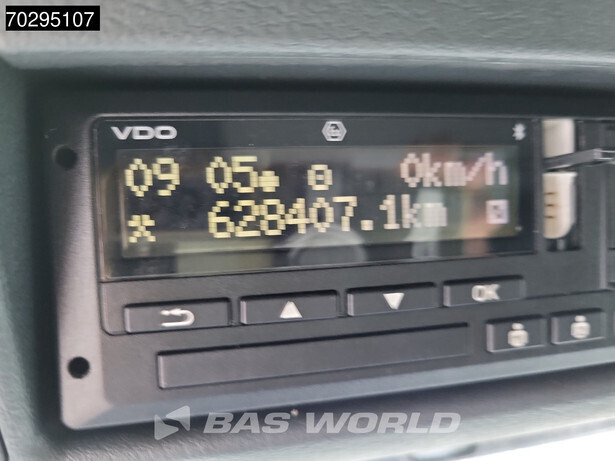 70295107
VDO
09 05 0km/h
628407.1km
OK
BAS WORLD